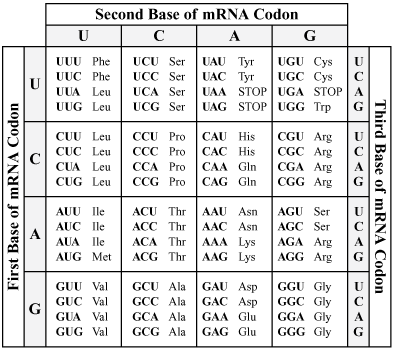 Second Base of mRNA Codon
U C A G
First Base of mRNA Codon
Third Base of mRNA Codon
U
UUU Phe UCU Ser UAU Tyr UGU Cys U
UUC Phe UCC Ser UAC Tyr UGC Cys C
UUA Leu UCA Ser UAA STOP UGA STOP A
UUG Leu UCG Ser UAG STOP UGG Trp G
C
CUU Leu CCU Pro CAU His CGU Arg U
CUC Leu CCC Pro CAC His CGC Arg C
CUA Leu CCA Pro CAA Gln CGA Arg A
CUG Leu CCG Pro CAG Gln CGG Arg G
A
AUU Ile ACU Thr AAU Asn AGU Ser U
AUC Ile ACC Thr AAC Asn AGC Ser C
AUA Ile ACA Thr AAA Lys AGA Arg A
AUG Met ACG Thr AAG Lys AGG Arg G
G
GUU Val GCU Ala GAU Asp GGU Gly U
GUC Val GCC Ala GAC Asp GGC Gly C
GUA Val GCA Ala GAA Glu GGA Gly A
GUG Val GCG Ala GAG Glu GGG Gly G